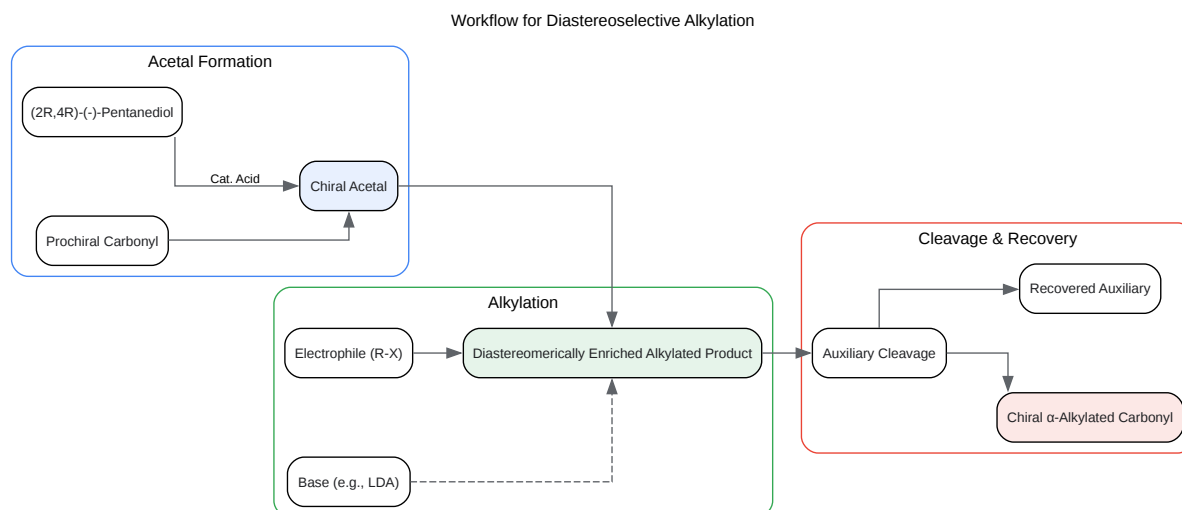 Workflow for Diastereoselective Alkylation
Acetal Formation
(2R,4R)-(-)-Pentanediol
Cat. Acid
Chiral Acetal
Prochiral Carbonyl
Alkylation
Electrophile (R-X)
Diastereomerically Enriched Alkylated Product
Base (e.g., LDA)
Cleavage & Recovery
Recovered Auxiliary
Auxiliary Cleavage
Chiral α-Alkylated Carbonyl